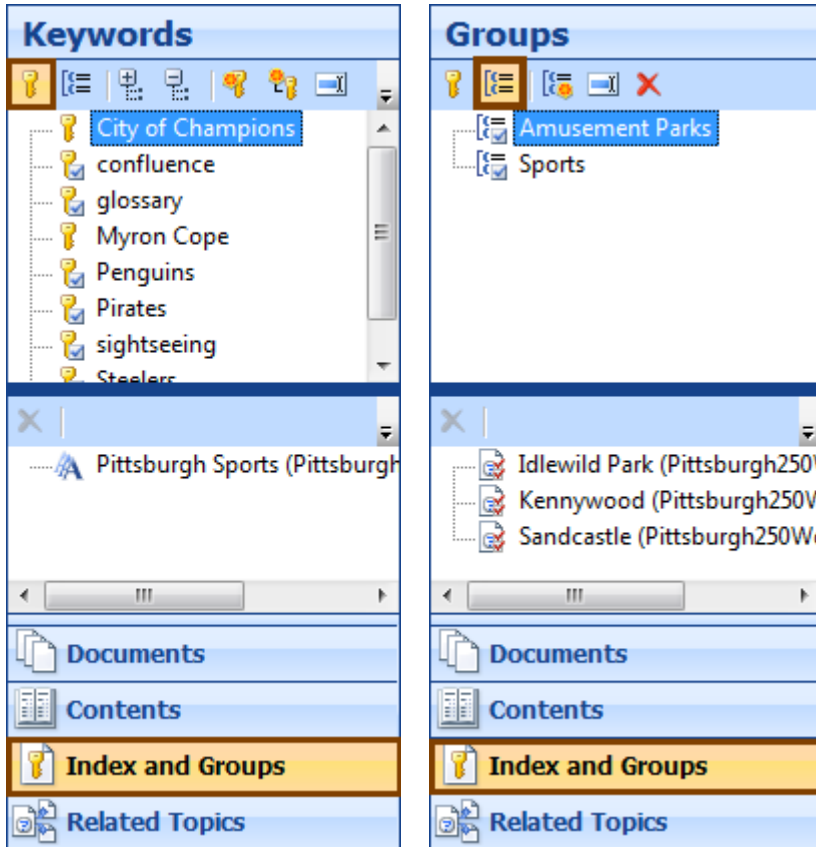 Keywords
City of Champions
confluence
glossary
Myron Cope
Penguins
Pirates
sightseeing
Steelers
Pittsburgh Sports (Pittsburgh
Documents
Contents
Index and Groups
Related Topics
Groups
Amusement Parks
Sports
Idlewild Park (Pittsburgh250W
Kennywood (Pittsburgh250W
Sandcastle (Pittsburgh250We
Documents
Contents
Index and Groups
Related Topics